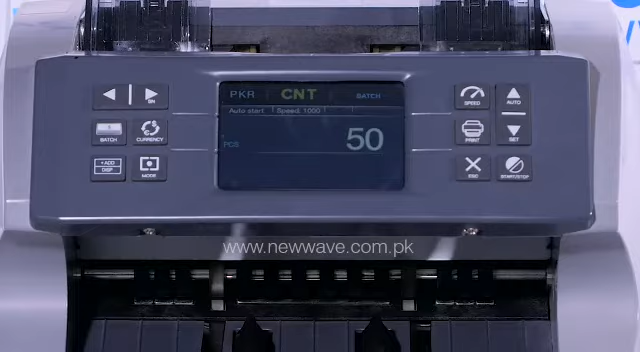 PKR CNT BATCH
Auto start Speed: 1000
PCS 50
SN
BATCH
CURRENCY
+ADD
DISP
MODE
SPEED
AUTO
PRINT
SET
ESC
START/STOP
www.newwave.com.pk